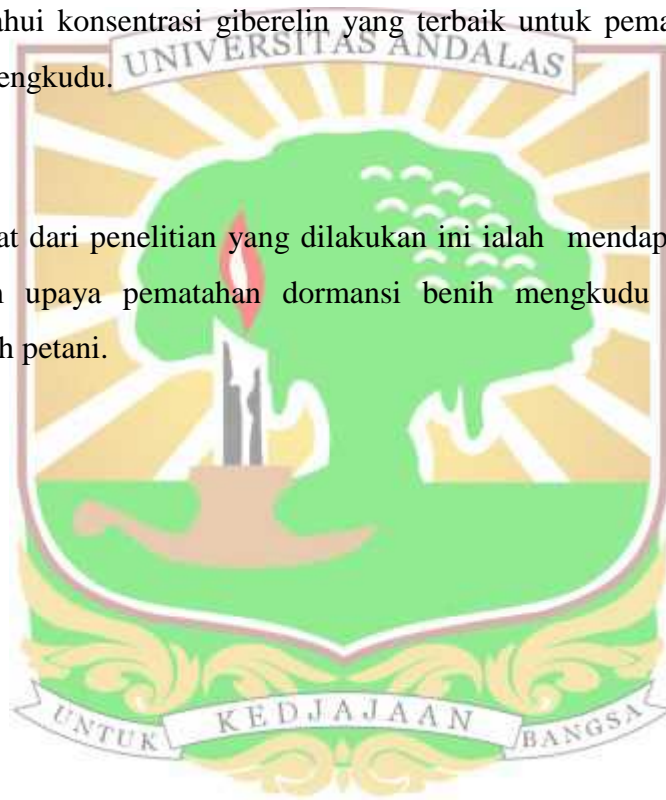 ahui konsentrasi giberelin yang terbaik untuk pema
engkudu.
UNIVERSITAS ANDALAS
at dari penelitian yang dilakukan ini ialah mendap
n upaya pematahan dormansi benih mengkudu
h petani.
UNTUK KEDJAJAAN BANGSA